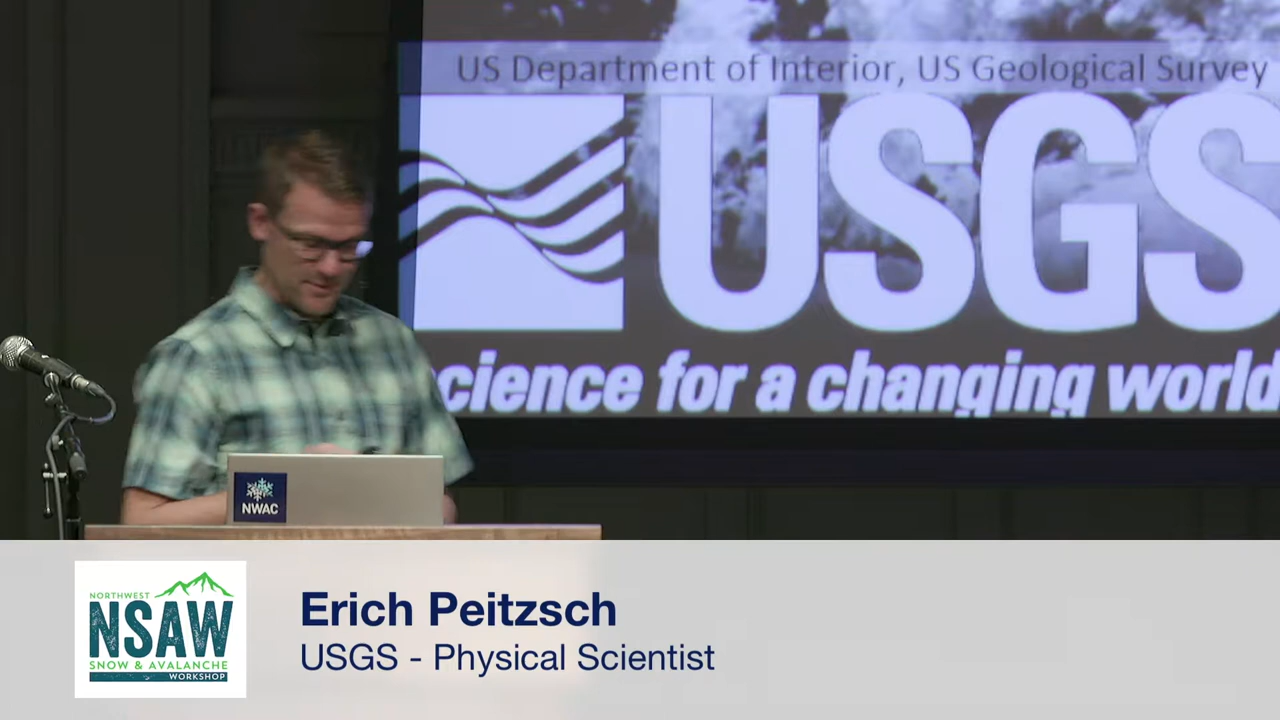 US Department of Interior, US Geological Survey
USGS
science for a changing world
NWAC
NORTHWEST
NSAW
SNOW & AVALANCHE
WORKSHOP
Erich Peitzsch
USGS - Physical Scientist